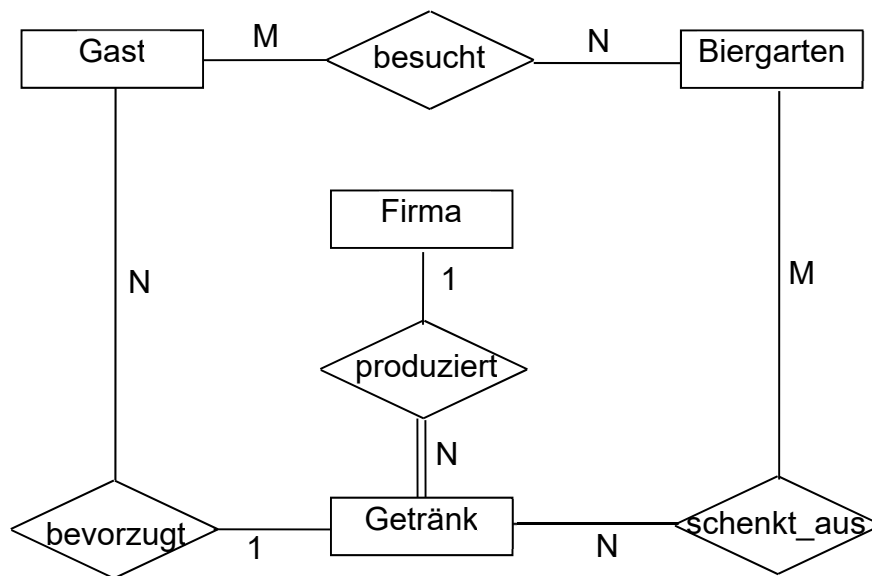 Gast
M
besucht
N
Biergarten
Firma
1
N
M
produziert
N
bevorzugt
1
Getränk
N
schenkt_aus